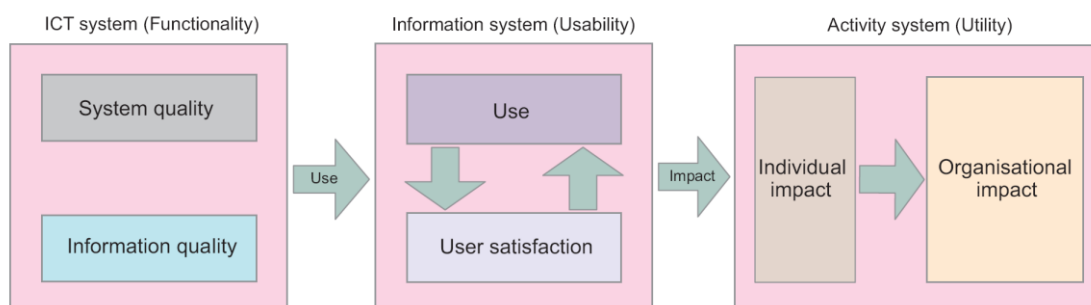 ICT system (Functionality)
Information system (Usability)
Activity system (Utility)
System quality
Information quality
Use
Use
User satisfaction
Impact
Individual
impact
Organisational
impact